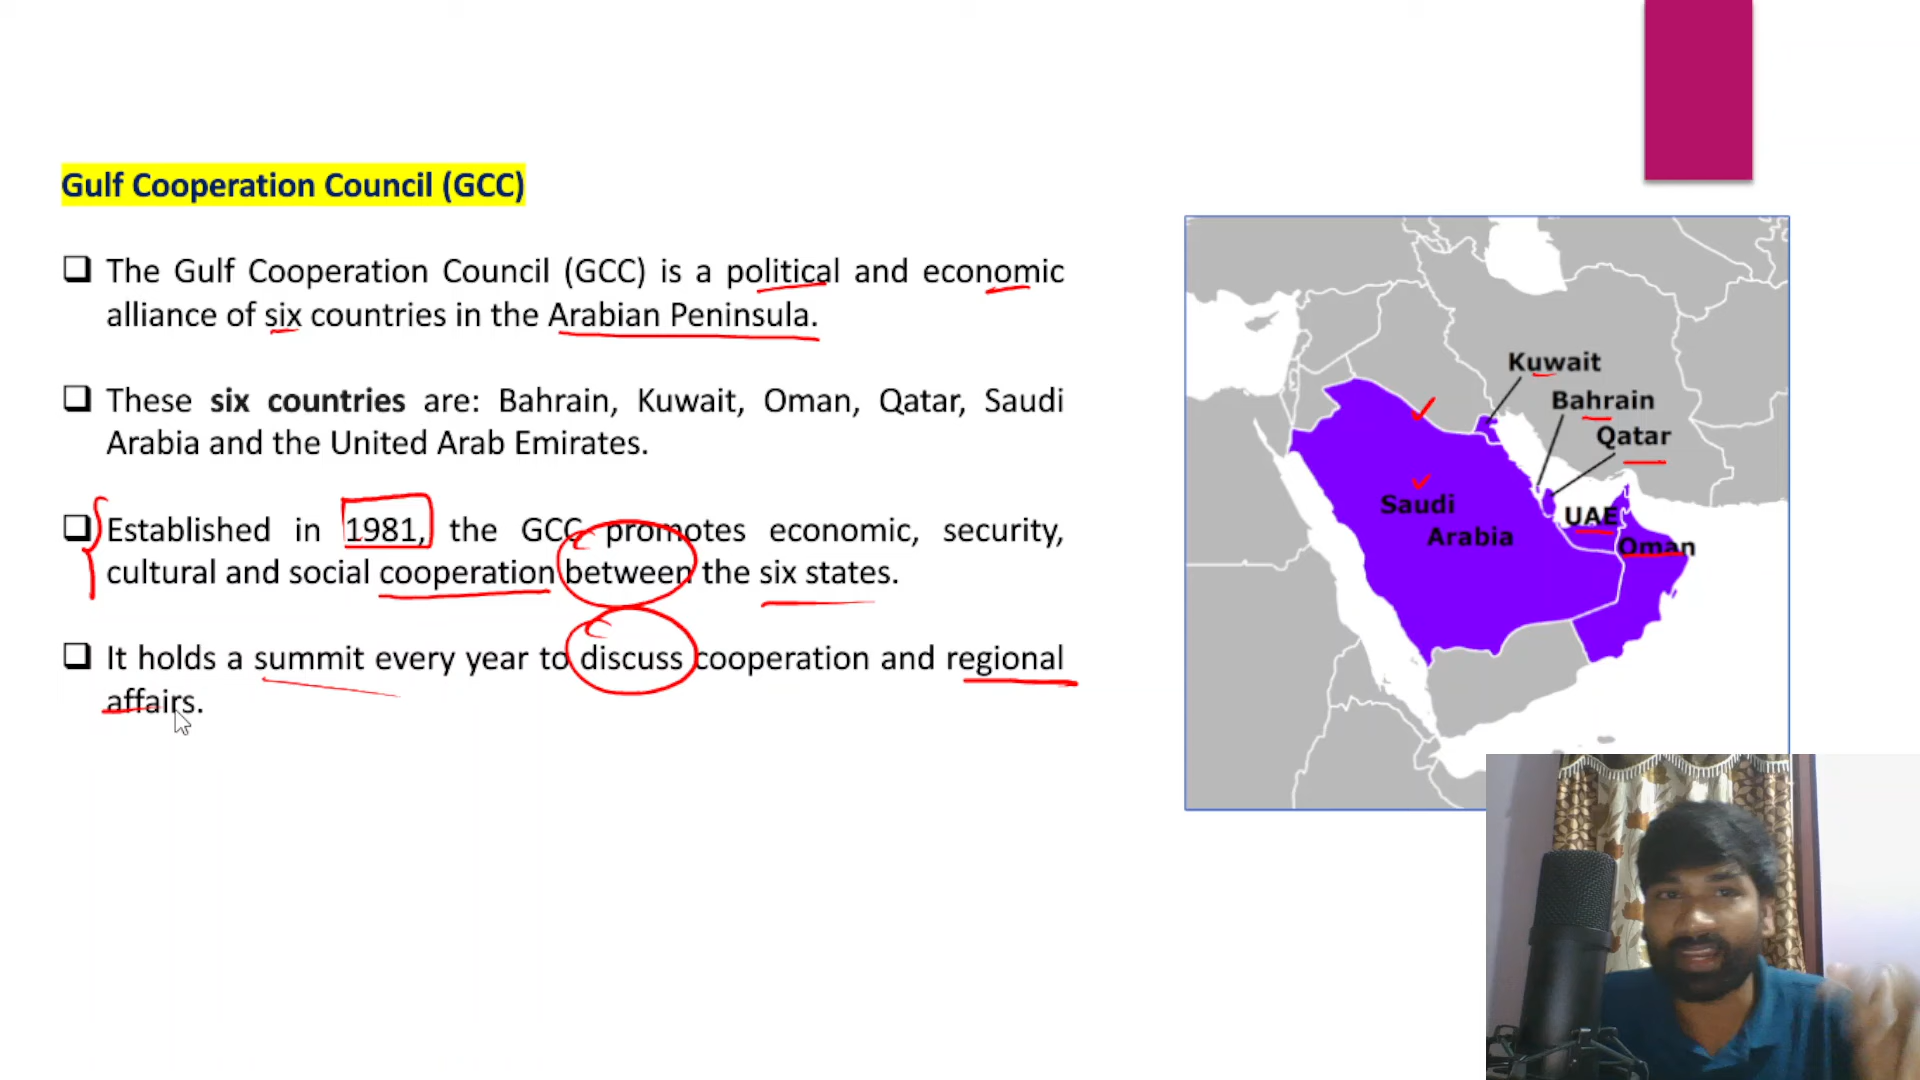 Gulf Cooperation Council (GCC)
The Gulf Cooperation Council (GCC) is a political and economic
alliance of six countries in the Arabian Peninsula.
These six countries are: Bahrain, Kuwait, Oman, Qatar, Saudi
Arabia and the United Arab Emirates.
Established in 1981, the GCC promotes economic, security,
cultural and social cooperation between the six states.
It holds a summit every year to discuss cooperation and regional
affairs.
Kuwait
Bahrain
Qatar
Saudi
Arabia
UAE
Oman